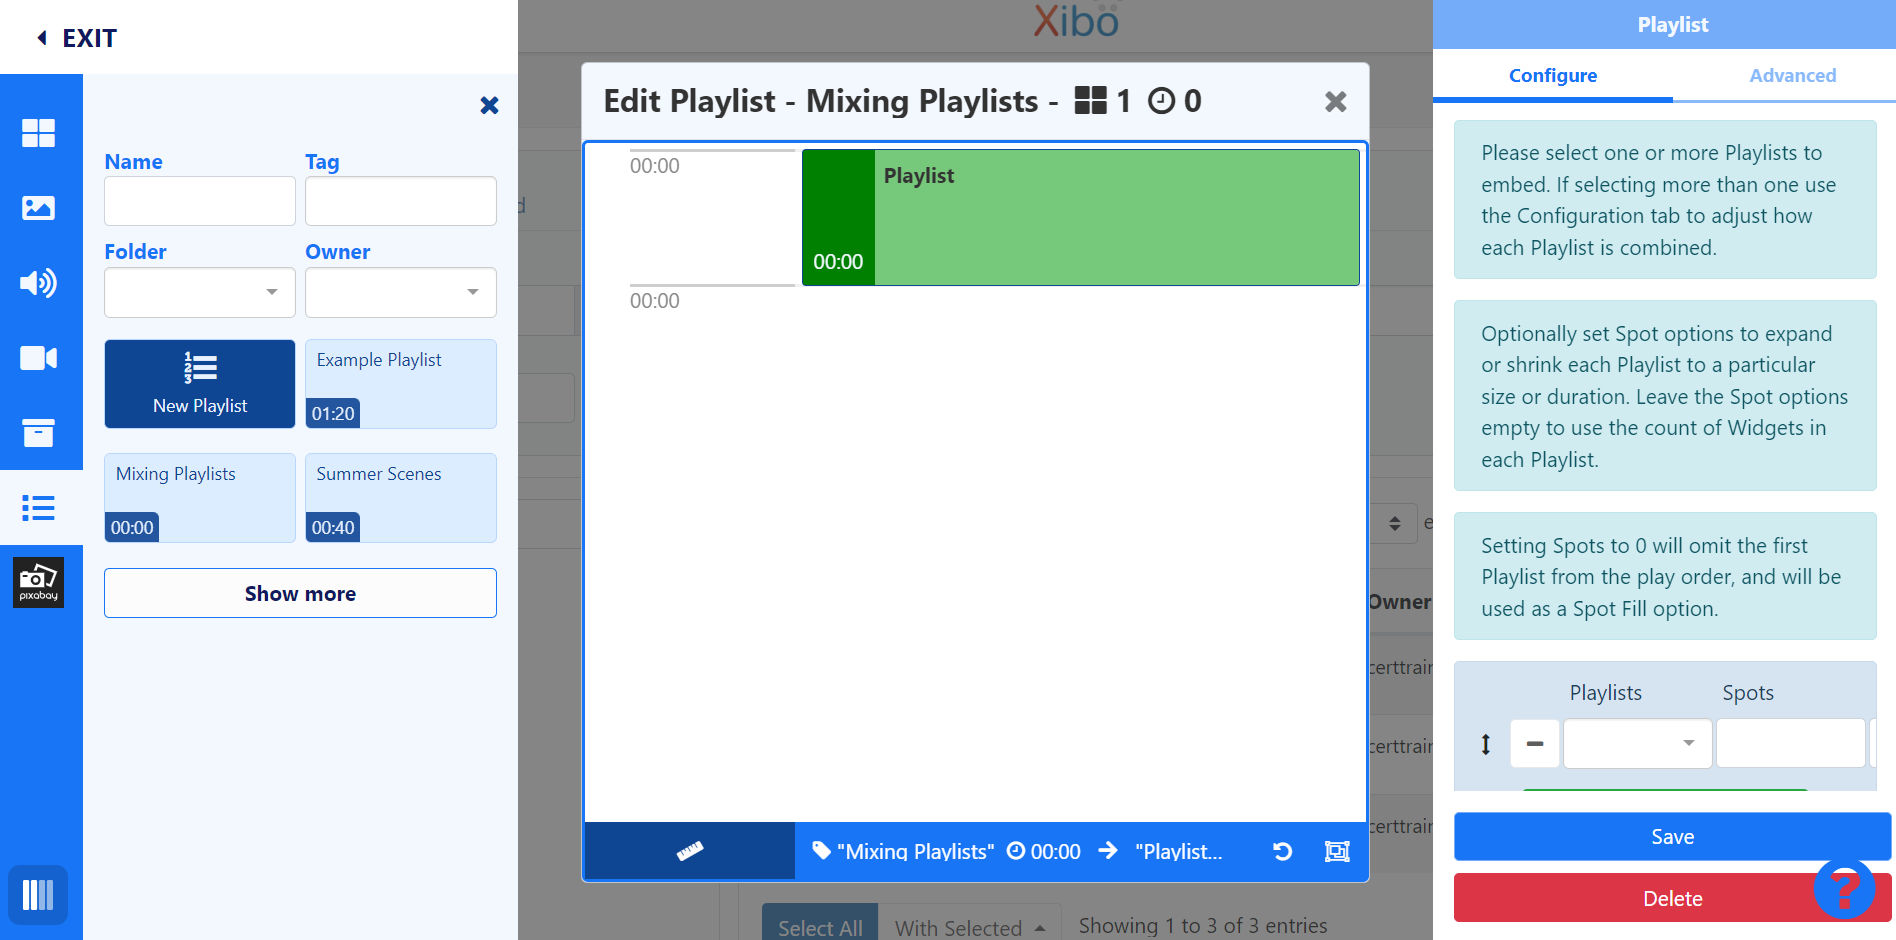 EXIT
Name
Tag
Folder
Owner
New Playlist
Example Playlist
01:20
Mixing Playlists
00:00
Summer Scenes
00:40
Show more
pixabay
Xibo
d
Edit Playlist - Mixing Playlists - 1 0
00:00
Playlist
00:00
00:00
e
Owner
certtrain
certtrain
certtrain
"Mixing Playlists" 00:00 "Playlist...
Select All
With Selected
Showing 1 to 3 of 3 entries
Playlist
Configure
Advanced
Please select one or more Playlists to
embed. If selecting more than one use
the Configuration tab to adjust how
each Playlist is combined.
Optionally set Spot options to expand
or shrink each Playlist to a particular
size or duration. Leave the Spot options
empty to use the count of Widgets in
each Playlist.
Setting Spots to 0 will omit the first
Playlist from the play order, and will be
used as a Spot Fill option.
Playlists
Spots
Save
Delete